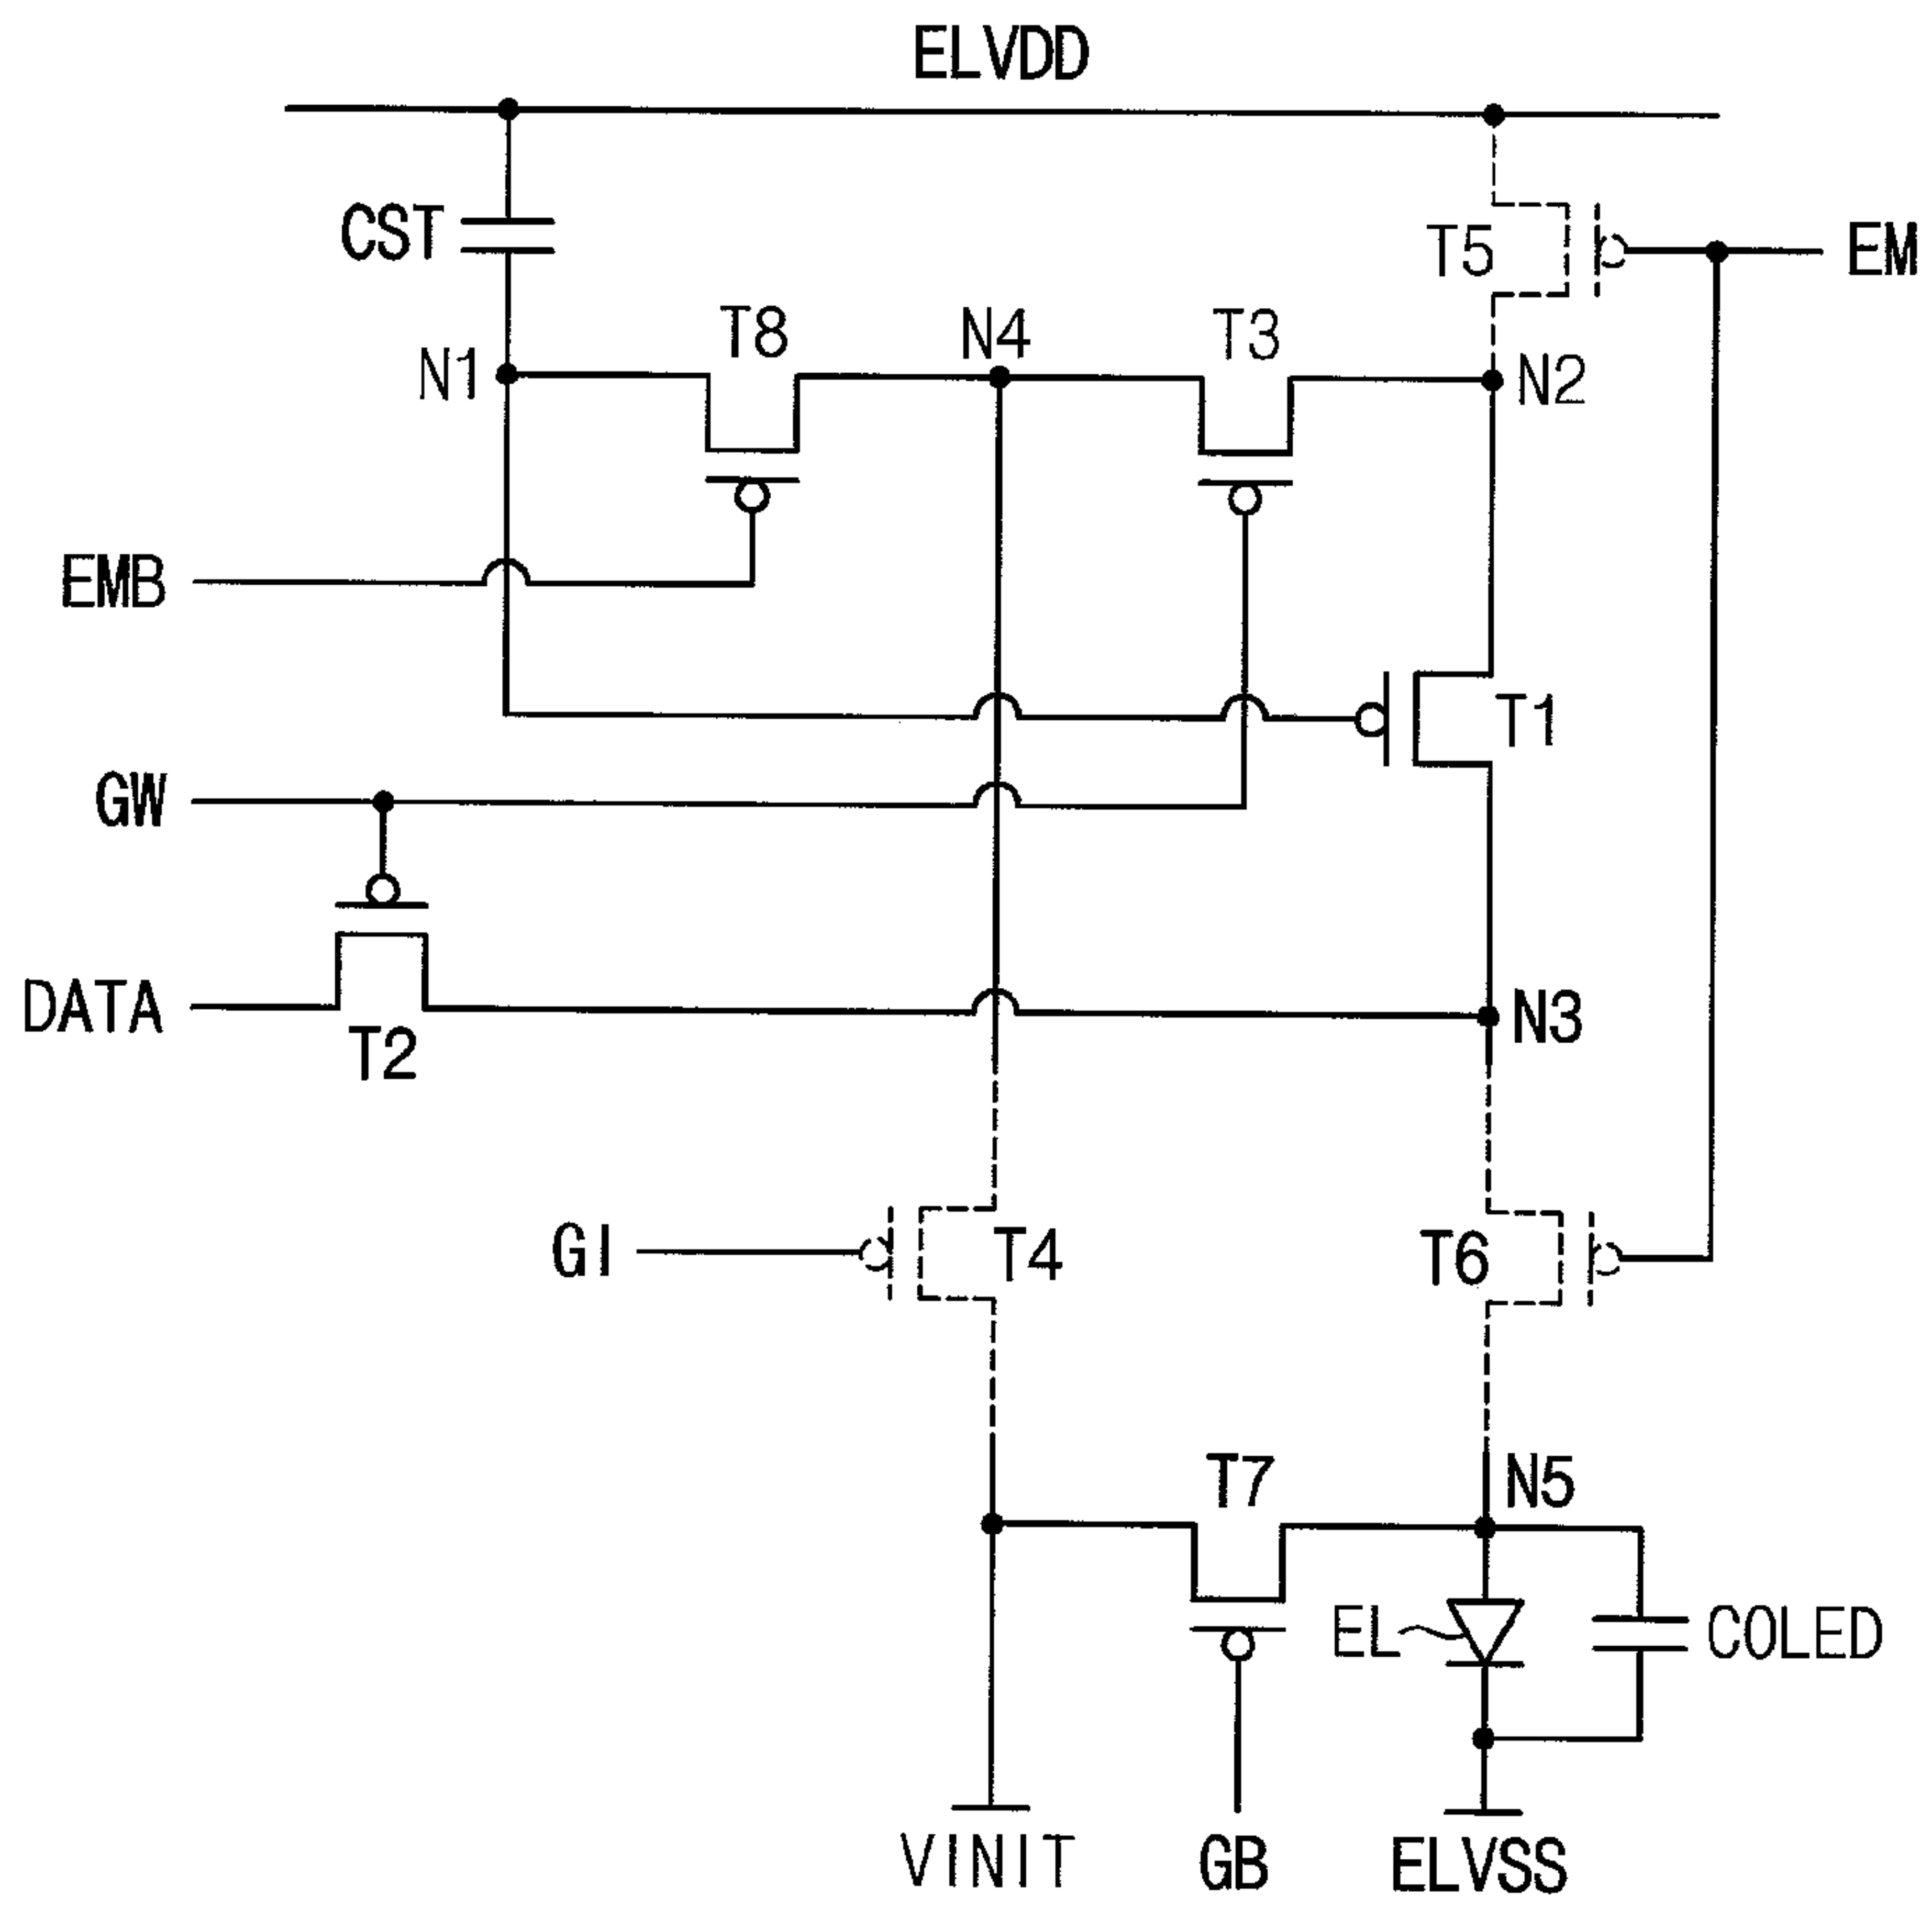 ELVDD
CST
T5
EM
T8
N4
T3
N1
N2
EMB
T1
GW
DATA
N3
T2
GI
T4
T6
T7
N5
EL
COLED
VINIT
GB
ELVSS